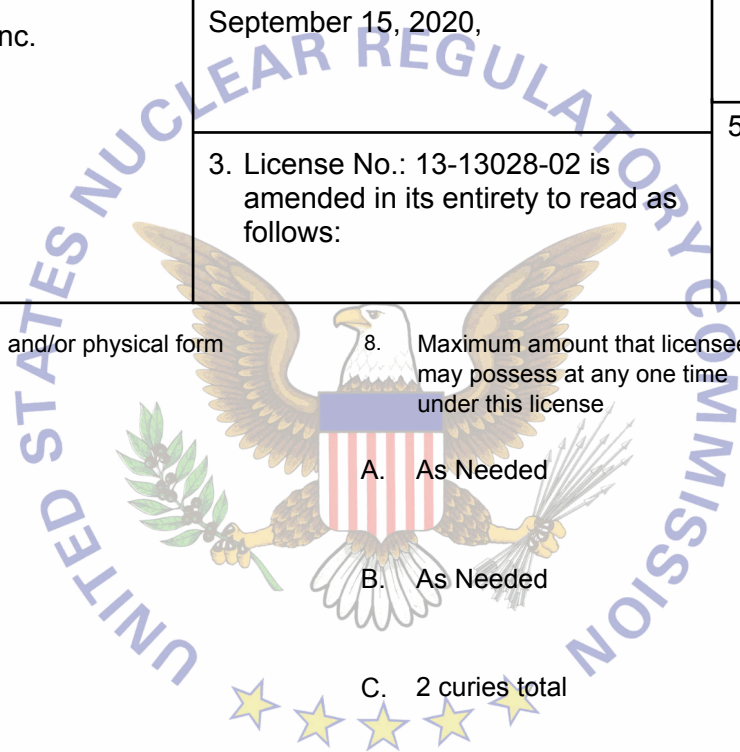 nc.
September 15, 2020,
5
3. License No.: 13-13028-02 is
amended in its entirety to read as
follows:
and/or physical form
8. Maximum amount that licensee
may possess at any one time
under this license
A. As Needed
B. As Needed
C. 2 curies total
UNITED STATES NUCLEAR REGULATORY COMMISSION